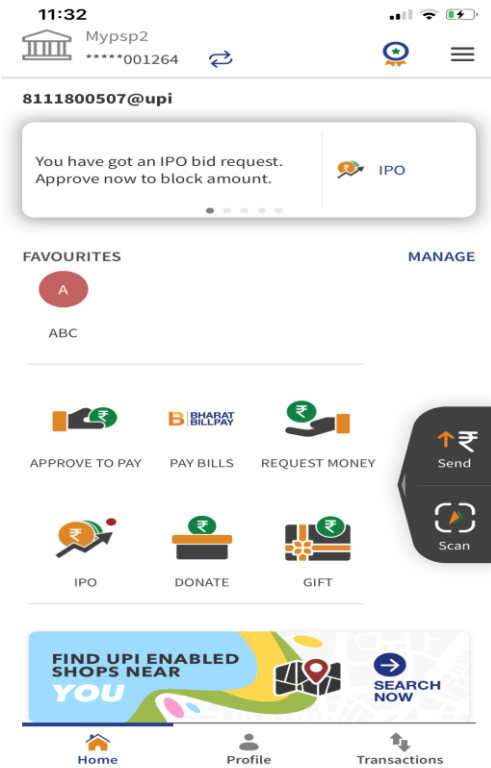 11:32
Mypsp2
*****001264
8111800507@upi
You have got an IPO bid request.
Approve now to block amount.
IPO
FAVOURITES
MANAGE
A
ABC
₹
B BHARAT BILLPAY
₹
APPROVE TO PAY
PAY BILLS
REQUEST MONEY
₹
Send
₹
₹
₹
Scan
IPO
DONATE
GIFT
FIND UPI ENABLED
SHOPS NEAR
YOU
SEARCH
NOW
Home
Profile
Transactions